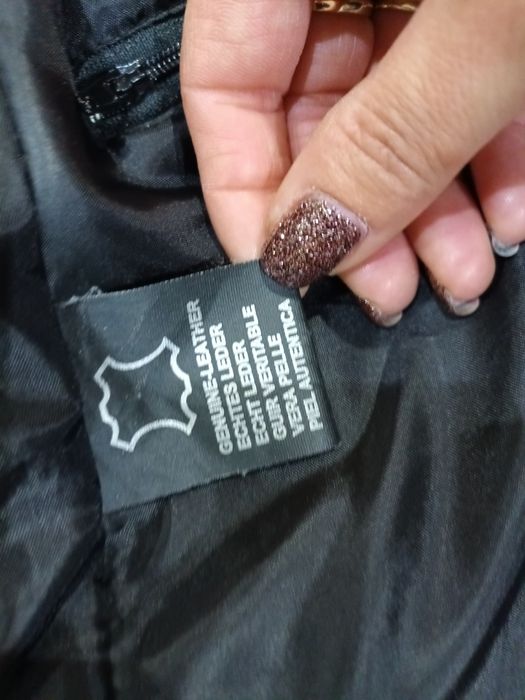 GENUINE LEATHER
ECHTES LEDER
ECHT LEDER
CUIR VERITABLE
VERA PELLE
PIEL AUTENTICA